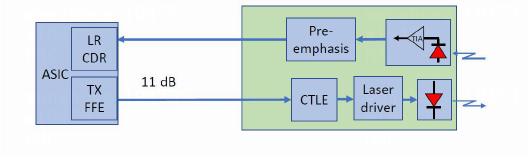 LR
CDR
ASIC
TX
FFE
11 dB
Pre-
emphasis
TIA
CTLE
Laser
driver